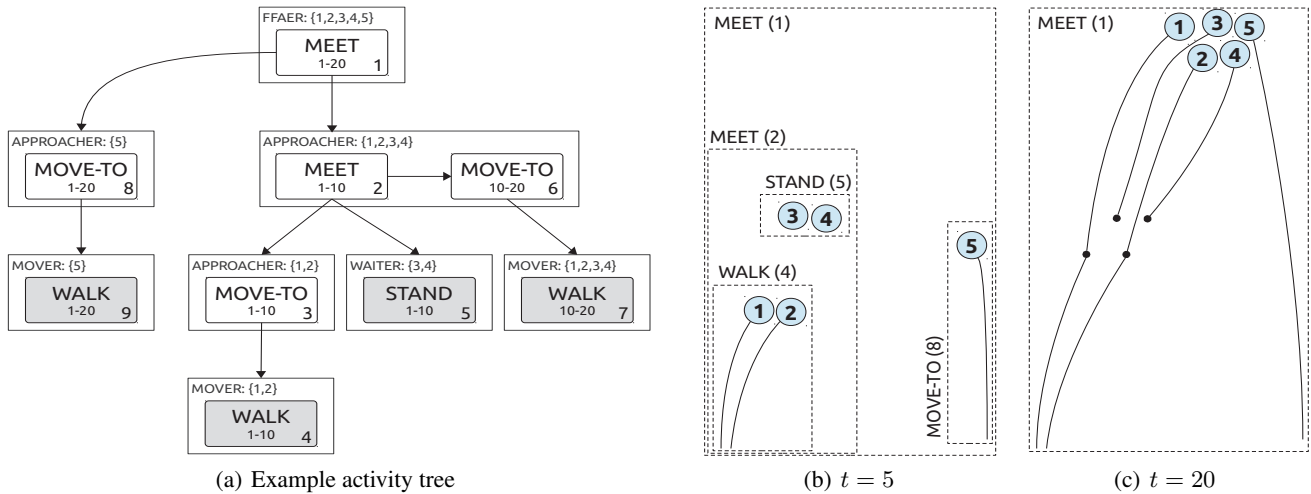 FFAER: {1,2,3,4,5}
MEET
1-20 1
APPROACHER: {5}
MOVE-TO
1-20 8
APPROACHER: {1,2,3,4}
MEET
1-10 2
MOVE-TO
10-20 6
MOVER: {5}
WALK
1-20 9
APPROACHER: {1,2}
MOVE-TO
1-10 3
WAITER: {3,4}
STAND
1-10 5
MOVER: {1,2,3,4}
WALK
10-20 7
MOVER: {1,2}
WALK
1-10 4
(a) Example activity tree
MEET (1)
MEET (2)
STAND (5)
3 4
5
WALK (4)
1 2
MOVE-TO (8)
(b) t = 5
MEET (1)
1 3 5
2 4
(c) t = 20